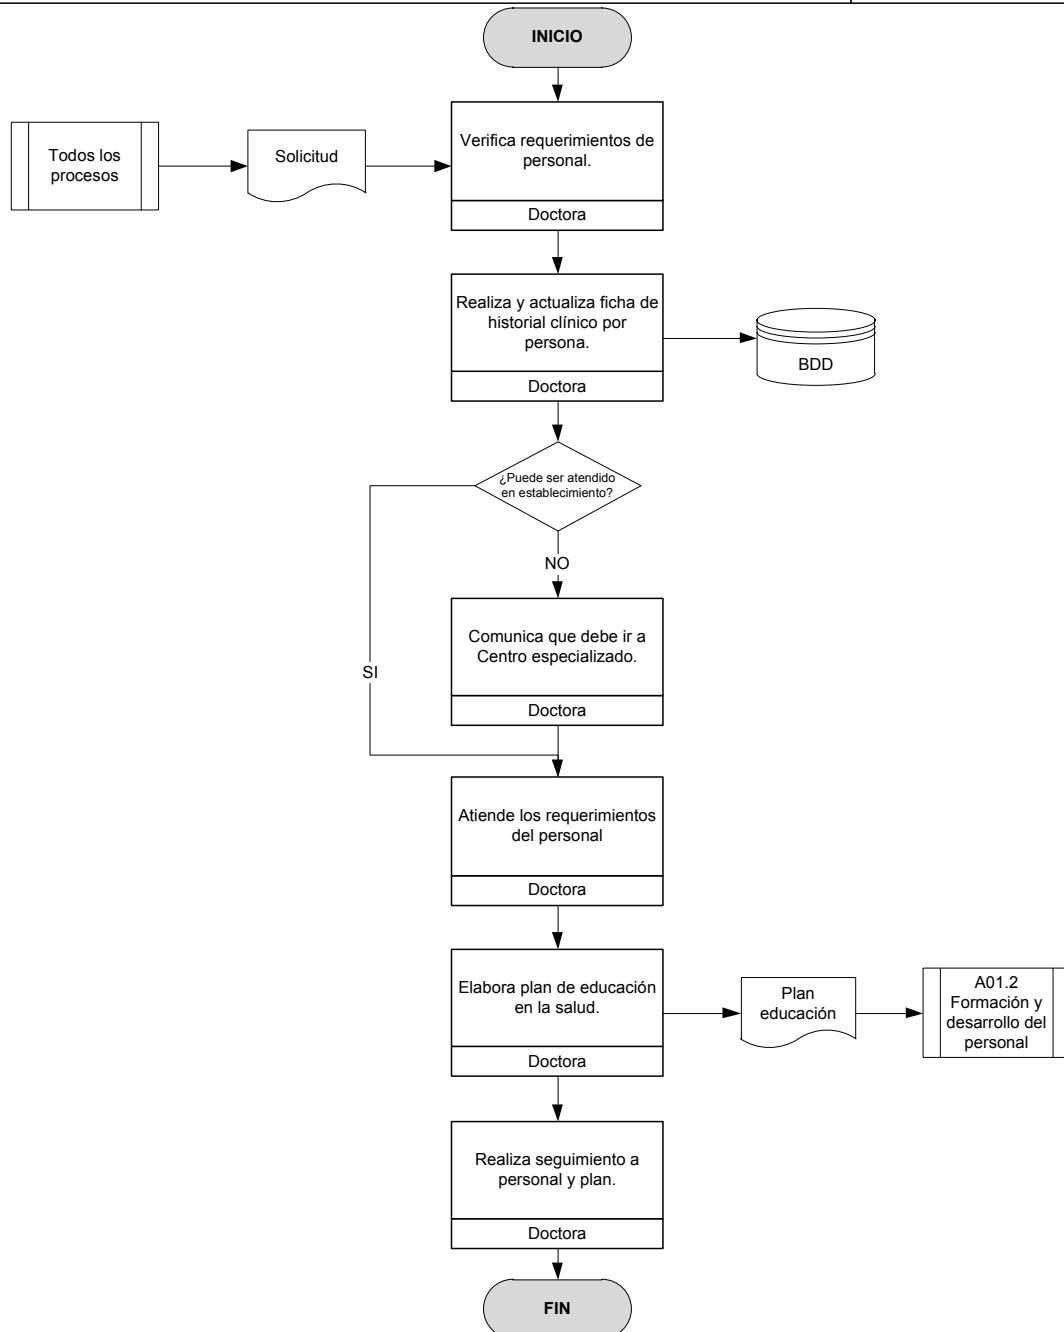 INICIO
Todos los
procesos
Solicitud
Verifica requerimientos de
personal.
Doctora
Realiza y actualiza ficha de
historial clínico por
persona.
Doctora
BDD
¿Puede ser atendido
en establecimiento?
NO
SI
Comunica que debe ir a
Centro especializado.
Doctora
Atiende los requerimientos
del personal
Doctora
Elabora plan de educación
en la salud.
Doctora
Plan
educación
A01.2
Formación y
desarrollo del
personal
Realiza seguimiento a
personal y plan.
Doctora
FIN